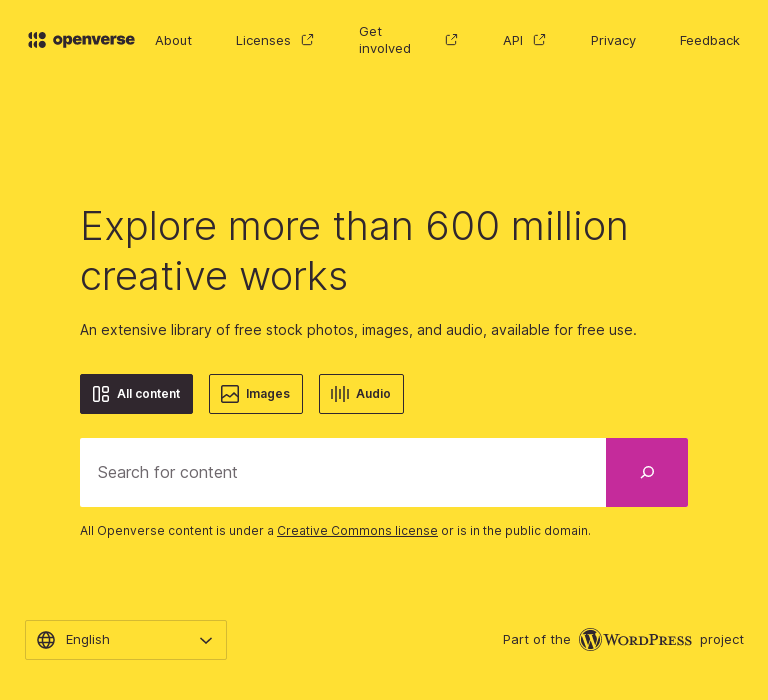 openverse About Licenses Get involved API Privacy Feedback
Explore more than 600 million
creative works
An extensive library of free stock photos, images, and audio, available for free use.
All content Images Audio
Search for content
All Openverse content is under a Creative Commons license or is in the public domain.
English Part of the WORDPRESS project